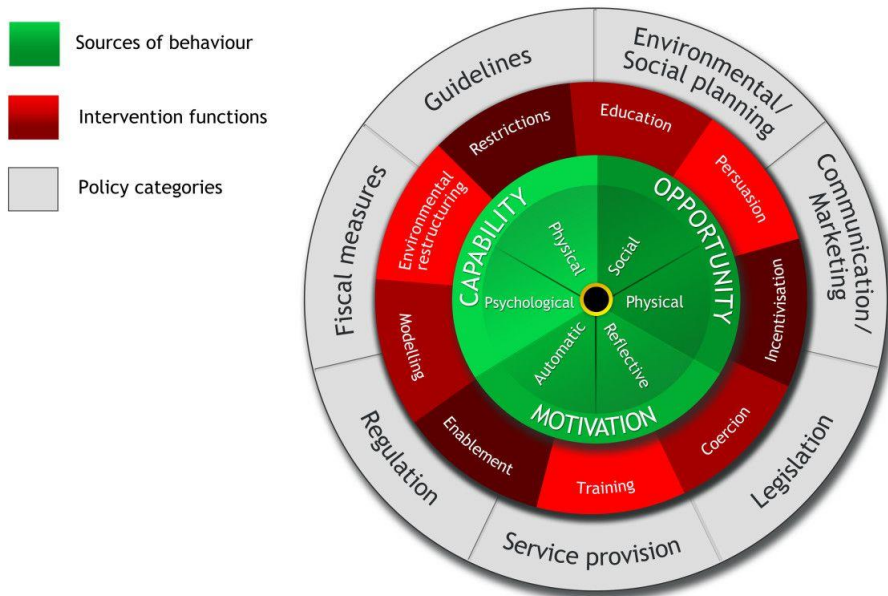 Sources of behaviour
Intervention functions
Policy categories
Guidelines
Environmental/
Social planning
Communication/
Marketing
Legislation
Service provision
Regulation
Fiscal measures
Restrictions
Education
Persuasion
Incentivisation
Coercion
Training
Enablement
Modelling
Environmental
restructuring
CAPABILITY
OPPORTUNITY
MOTIVATION
Physical
Social
Physical
Reflective
Automatic
Psychological